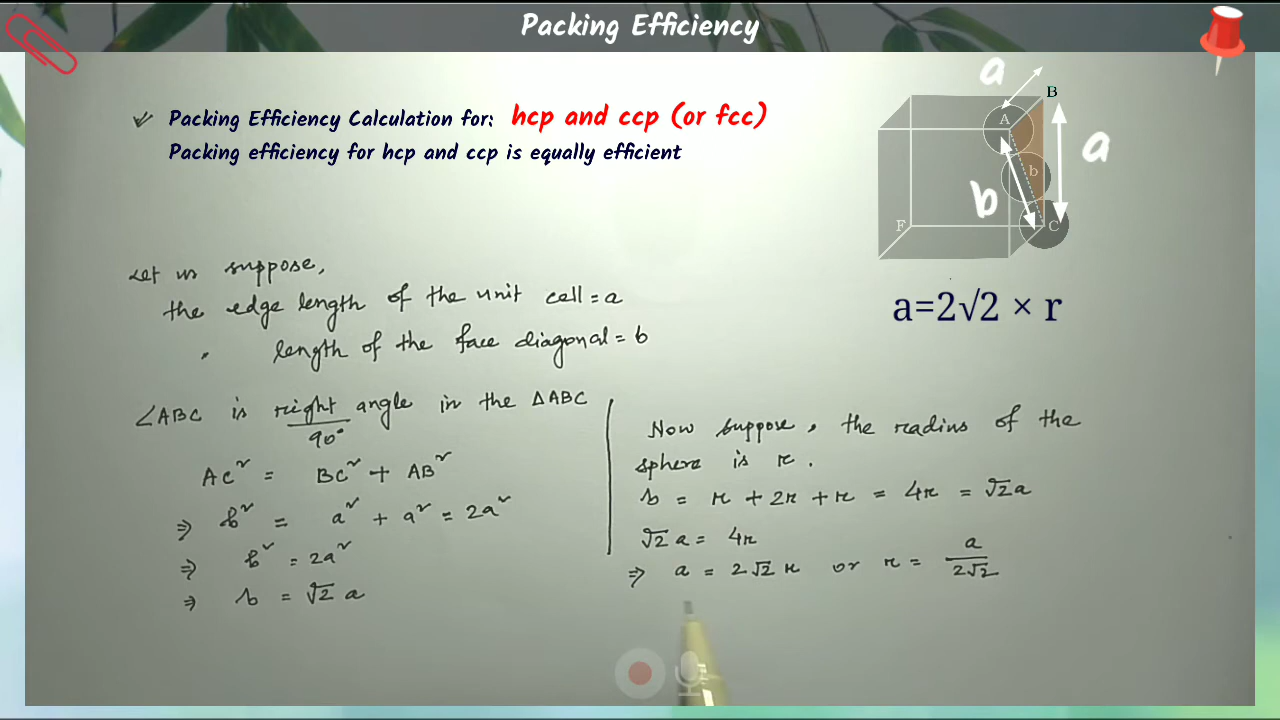 Packing Efficiency
Packing Efficiency Calculation for: hcp and ccp (or fcc)
Packing efficiency for hcp and ccp is equally efficient
a
B
A
a
b
b
F
C
a=2√2 × r
Let us suppose,
the edge length of the unit cell = a
" length of the face diagonal = b
∠ABC is right angle in the ΔABC
90°
AC² = BC² + AB²
⇒ b² = a² + a² = 2a²
⇒ b² = 2a²
⇒ b = √2 a
Now suppose, the radius of the
sphere is r.
b = r + 2r + r = 4r = √2a
√2 a = 4r
⇒ a = 2√2 r or r = a/2√2